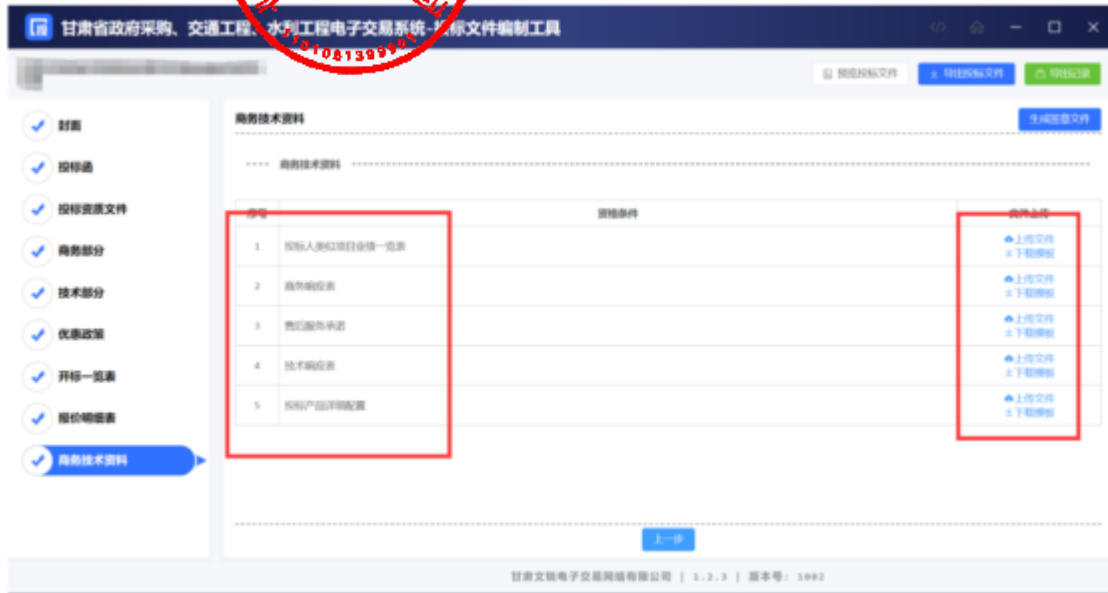 甘肃省政府采购、交通工程、水利工程电子交易系统-投标文件编制工具
1101081399901
预览投标文件
导出投标文件
导出记录
封面
投标函
投标资质文件
商务部分
技术部分
优惠政策
开标一览表
报价明细表
商务技术资料
商务技术资料
生成签章文件
商务技术资料
序号 资格条件 文件上传
1 投标人类似项目业绩一览表 上传文件
下载模板
2 商务响应表 上传文件
下载模板
3 售后服务承诺 上传文件
下载模板
4 技术响应表 上传文件
下载模板
5 投标产品详细配置 上传文件
下载模板
上一步
甘肃文锐电子交易网络有限公司 | 1.2.3 | 版本号: 1002